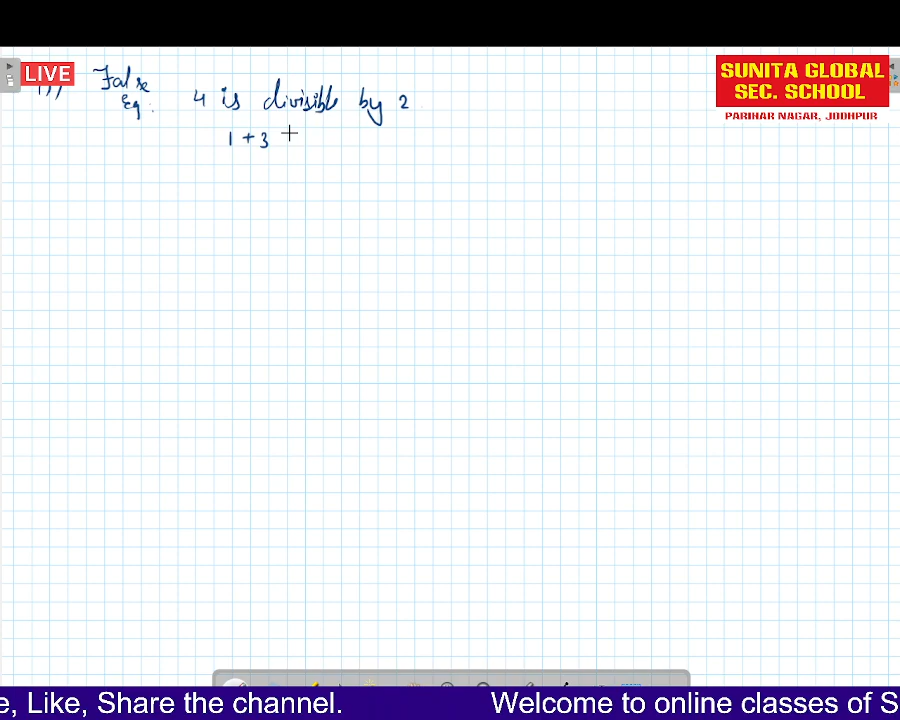 LIVE
SUNITA GLOBAL
SEC. SCHOOL
PARIHAR NAGAR, JODHPUR
False
Eg. 4 is divisible by 2
1 + 3
e, Like, Share the channel. Welcome to online classes of S